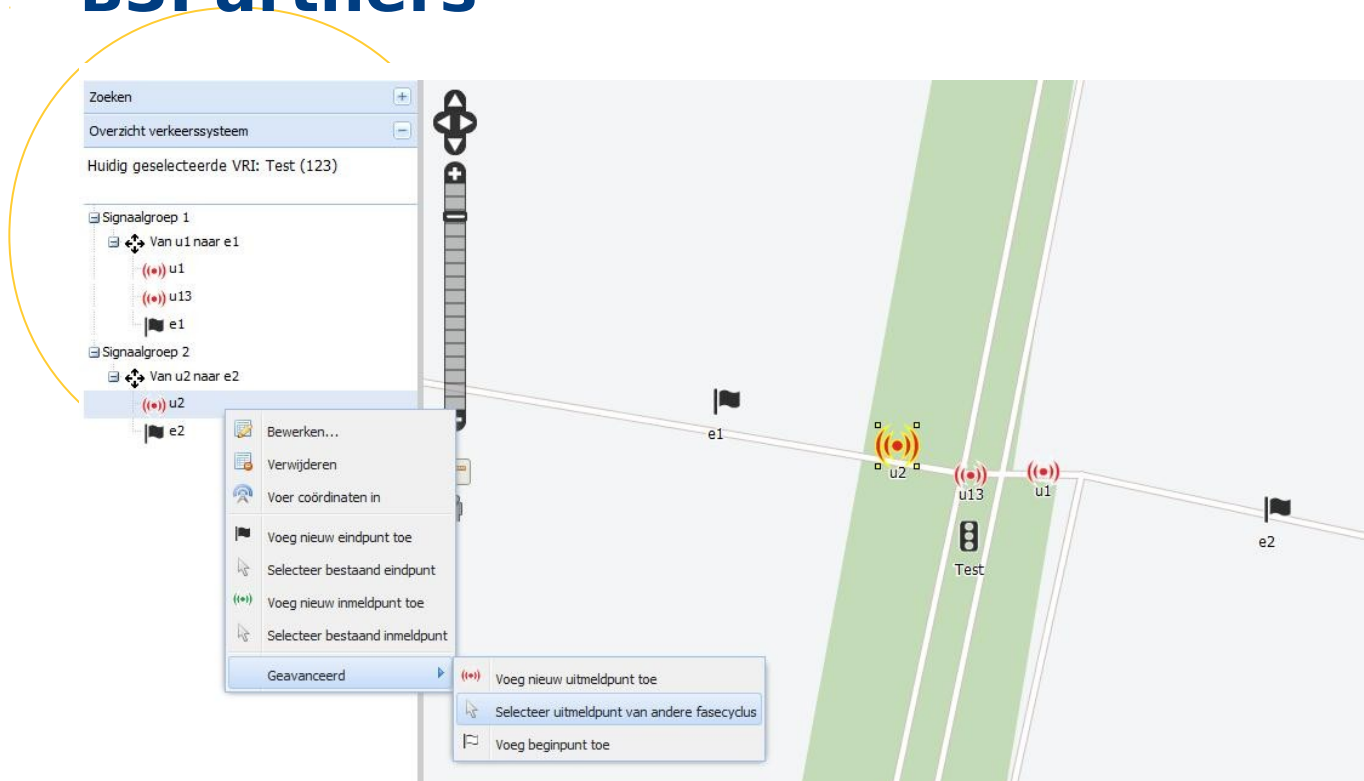 BSPartners
Zoeken
Overzicht verkeerssysteem
Huidig geselecteerde VRI: Test (123)
Signaalgroep 1
Van u1 naar e1
u1
u13
e1
Signaalgroep 2
Van u2 naar e2
u2
e2
Bewerken...
Verwijderen
Voer coördinaten in
Voeg nieuw eindpunt toe
Selecteer bestaand eindpunt
Voeg nieuw inmeldpunt toe
Selecteer bestaand inmeldpunt
Geavanceerd
Voeg nieuw uitmeldpunt toe
Selecteer uitmeldpunt van andere fasecyclus
Voeg beginpunt toe
e1
u2
u13
u1
Test
e2